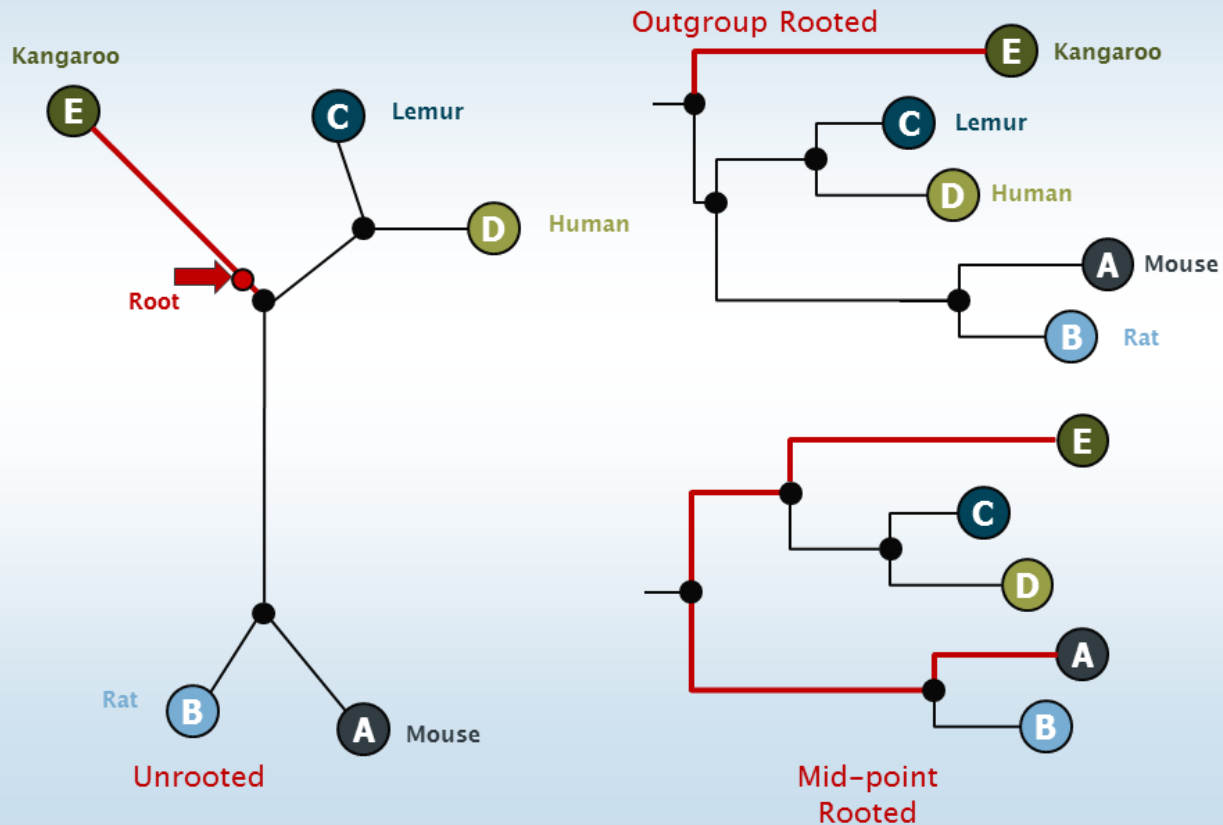 Kangaroo
E
C
Lemur
D
Human
Root
Rat
B
A
Mouse
Unrooted
Outgroup Rooted
E
Kangaroo
C
Lemur
D
Human
A
Mouse
B
Rat
E
C
D
A
B
Mid-point
Rooted